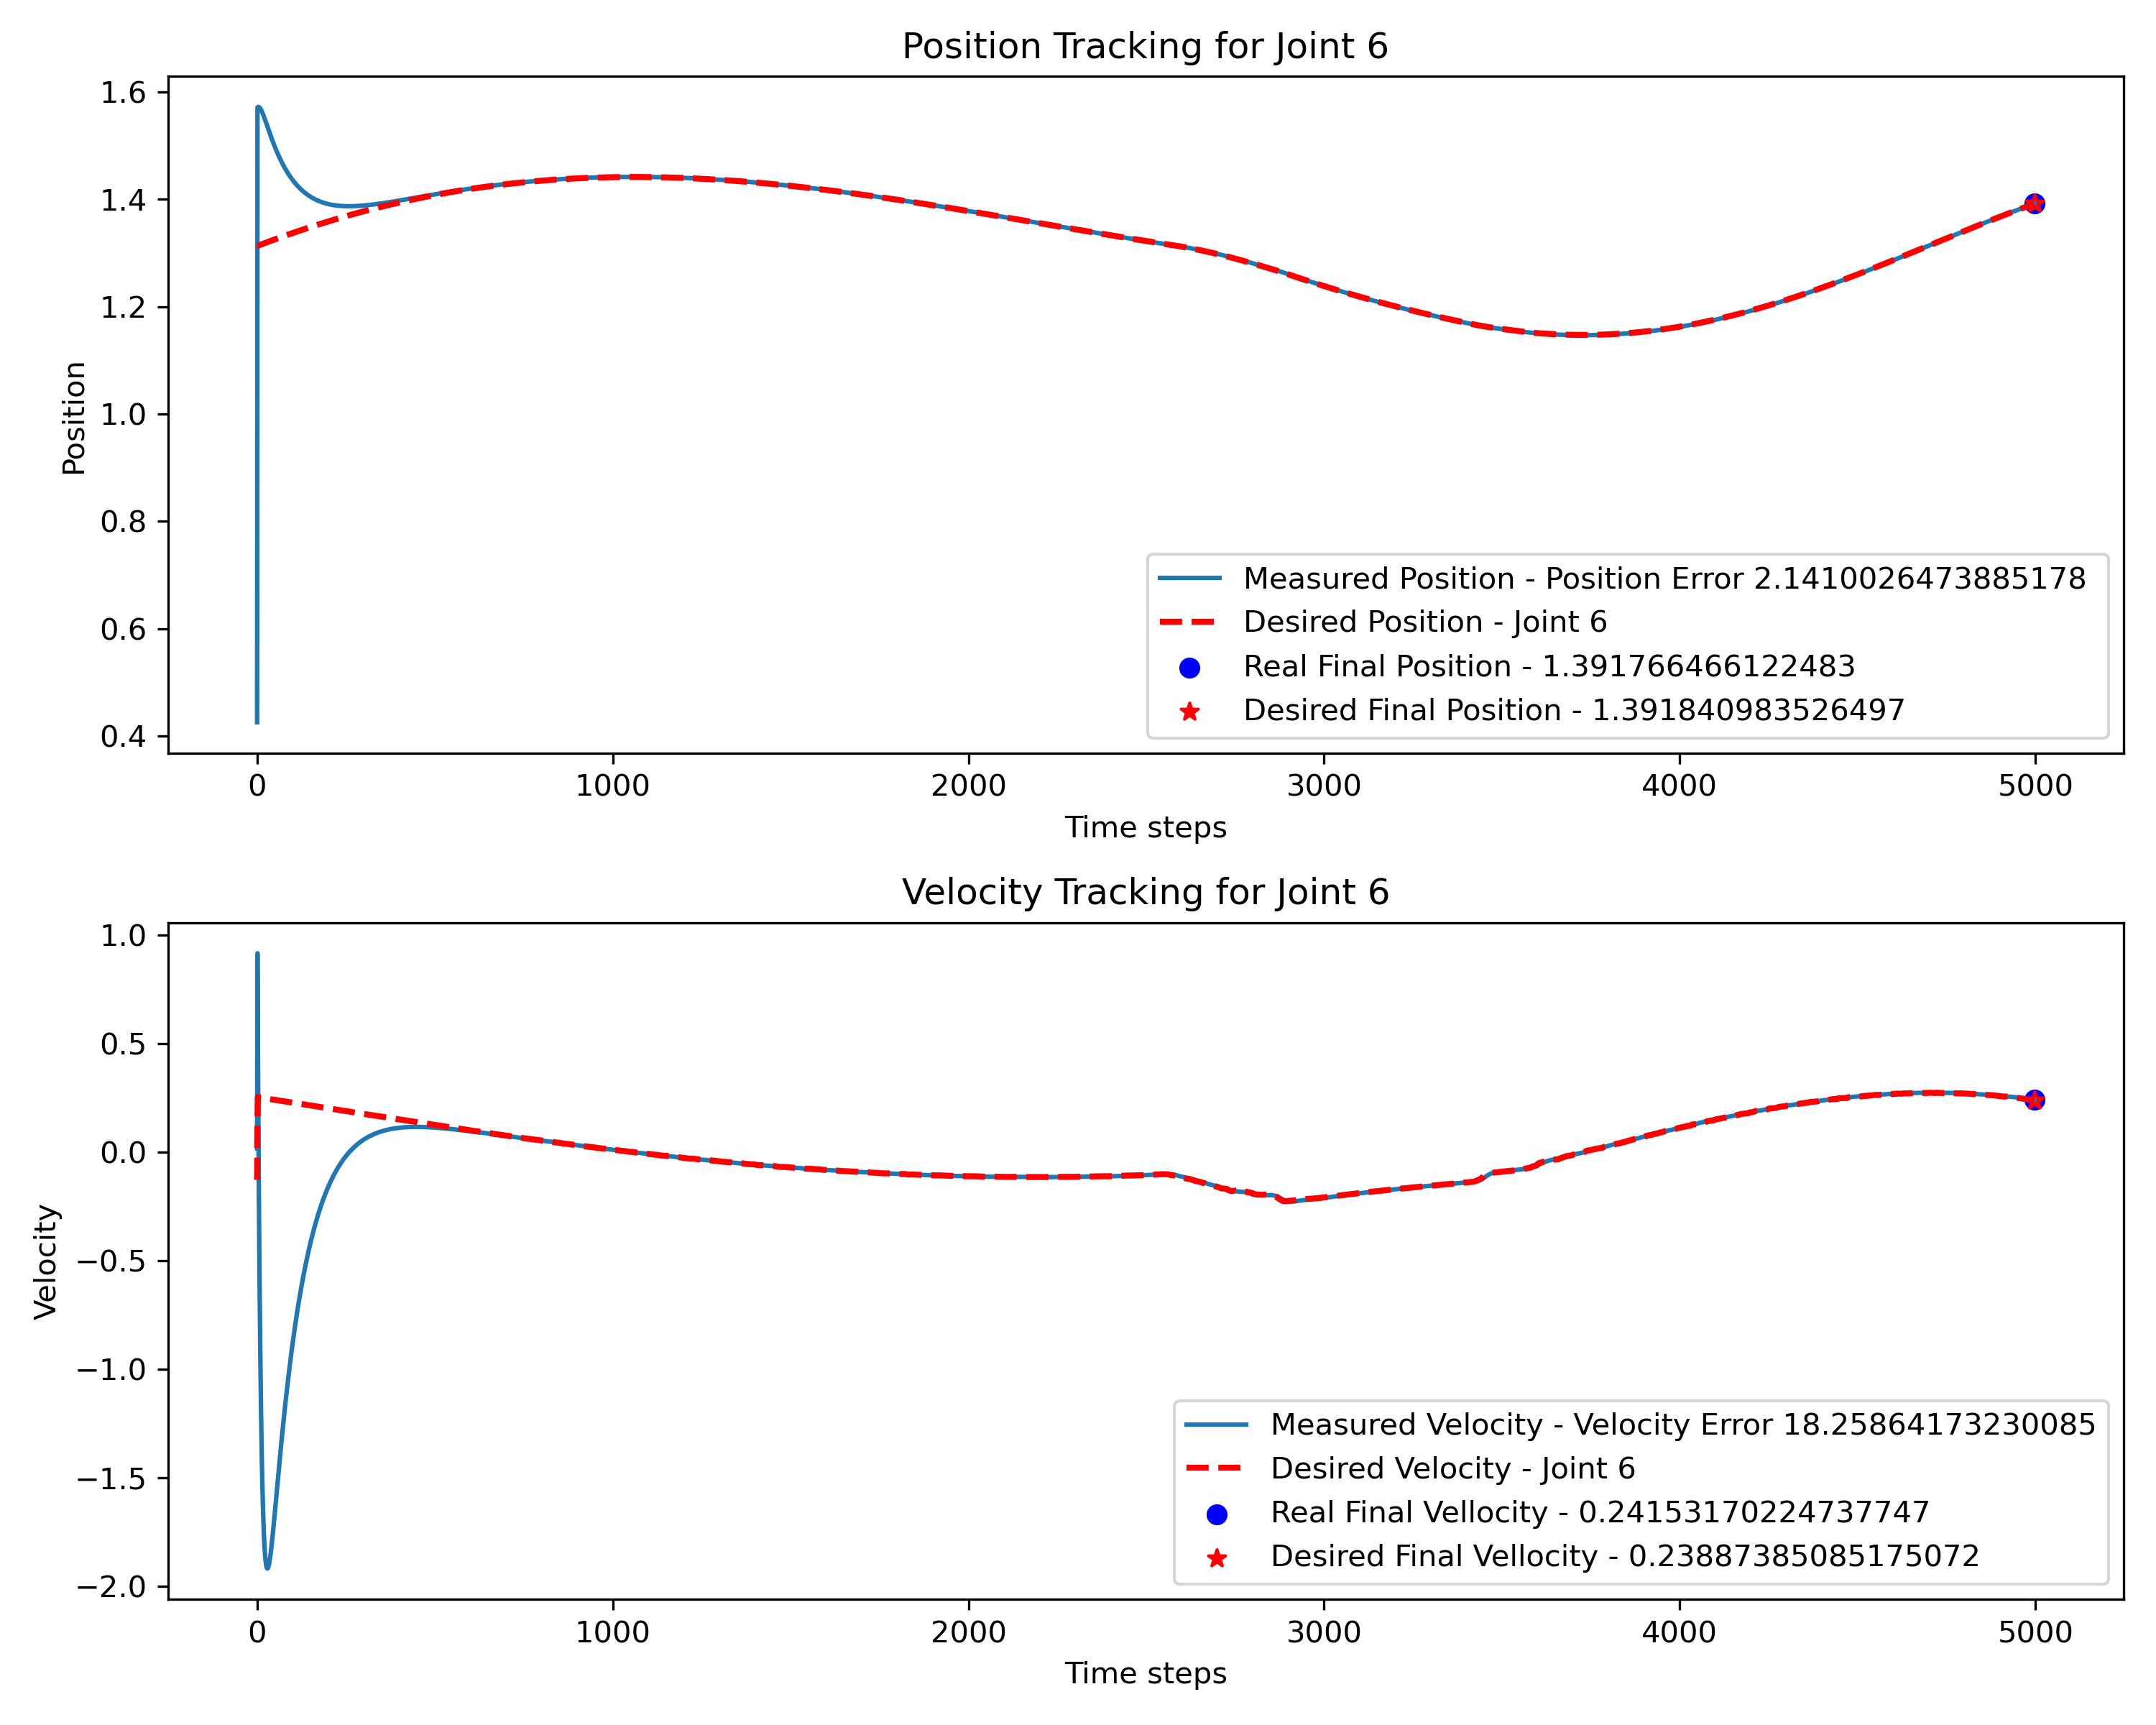 Position Tracking for Joint 6
1.6
1.4
1.2
1.0
0.8
0.6
0.4
Position
Measured Position - Position Error 2.1410026473885178
Desired Position - Joint 6
Real Final Position - 1.391766466122483
Desired Final Position - 1.391840983526497
0 1000 2000 3000 4000 5000
Time steps
Velocity Tracking for Joint 6
1.0
0.5
0.0
−0.5
−1.0
−1.5
−2.0
Velocity
Measured Velocity - Velocity Error 18.25864173230085
Desired Velocity - Joint 6
Real Final Vellocity - 0.24153170224737747
Desired Final Vellocity - 0.23887385085175072
0 1000 2000 3000 4000 5000
Time steps